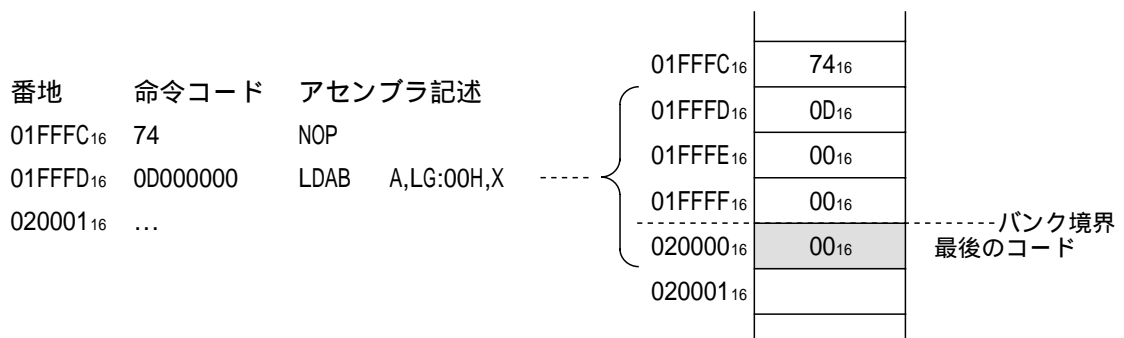 番地 命令コード アセンブラ記述
01FFFC16 74 NOP
01FFFD16 0D000000 LDAB A,LG:00H,X
02000116 …
01FFFC16 7416
01FFFD16 0D16
01FFFE16 0016
01FFFF16 0016
バンク境界
02000016 0016 最後のコード
02000116